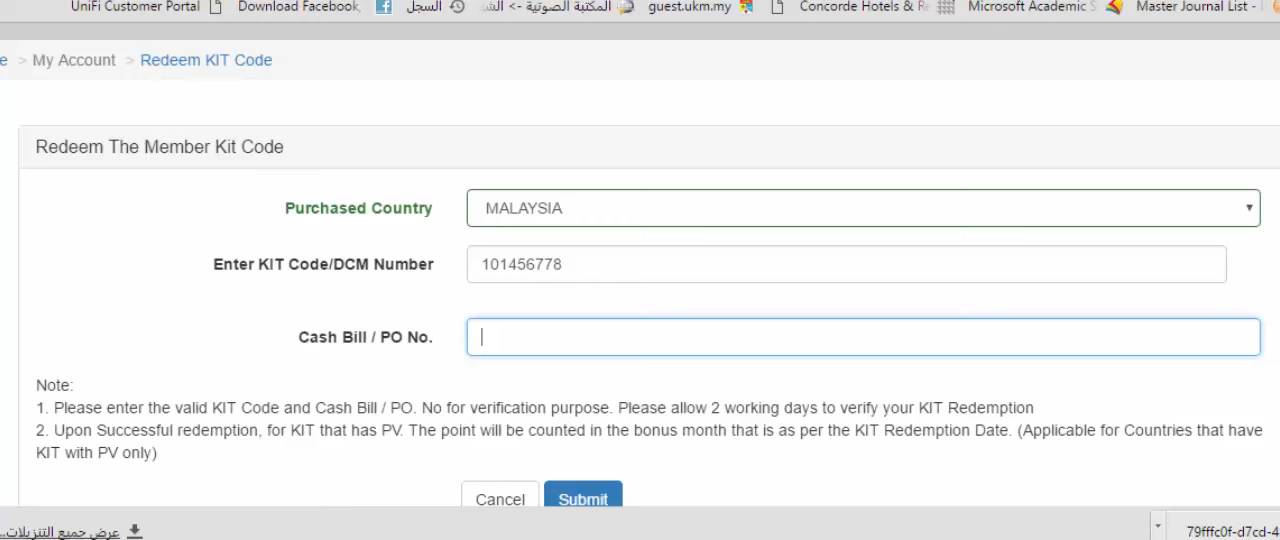 UniFi Customer Portal Download Facebook, السجل المكتبة الصوتية -> الشـ guest.ukm.my Concorde Hotels & Re Microsoft Academic S Master Journal List -
e > My Account > Redeem KIT Code
Redeem The Member Kit Code
Purchased Country MALAYSIA
Enter KIT Code/DCM Number 101456778
Cash Bill / PO No.
Note:
1. Please enter the valid KIT Code and Cash Bill / PO. No for verification purpose. Please allow 2 working days to verify your KIT Redemption
2. Upon Successful redemption, for KIT that has PV. The point will be counted in the bonus month that is as per the KIT Redemption Date. (Applicable for Countries that have
KIT with PV only)
Cancel Submit
عرض جميع التنزيلات... 79fffc0f-d7cd-4